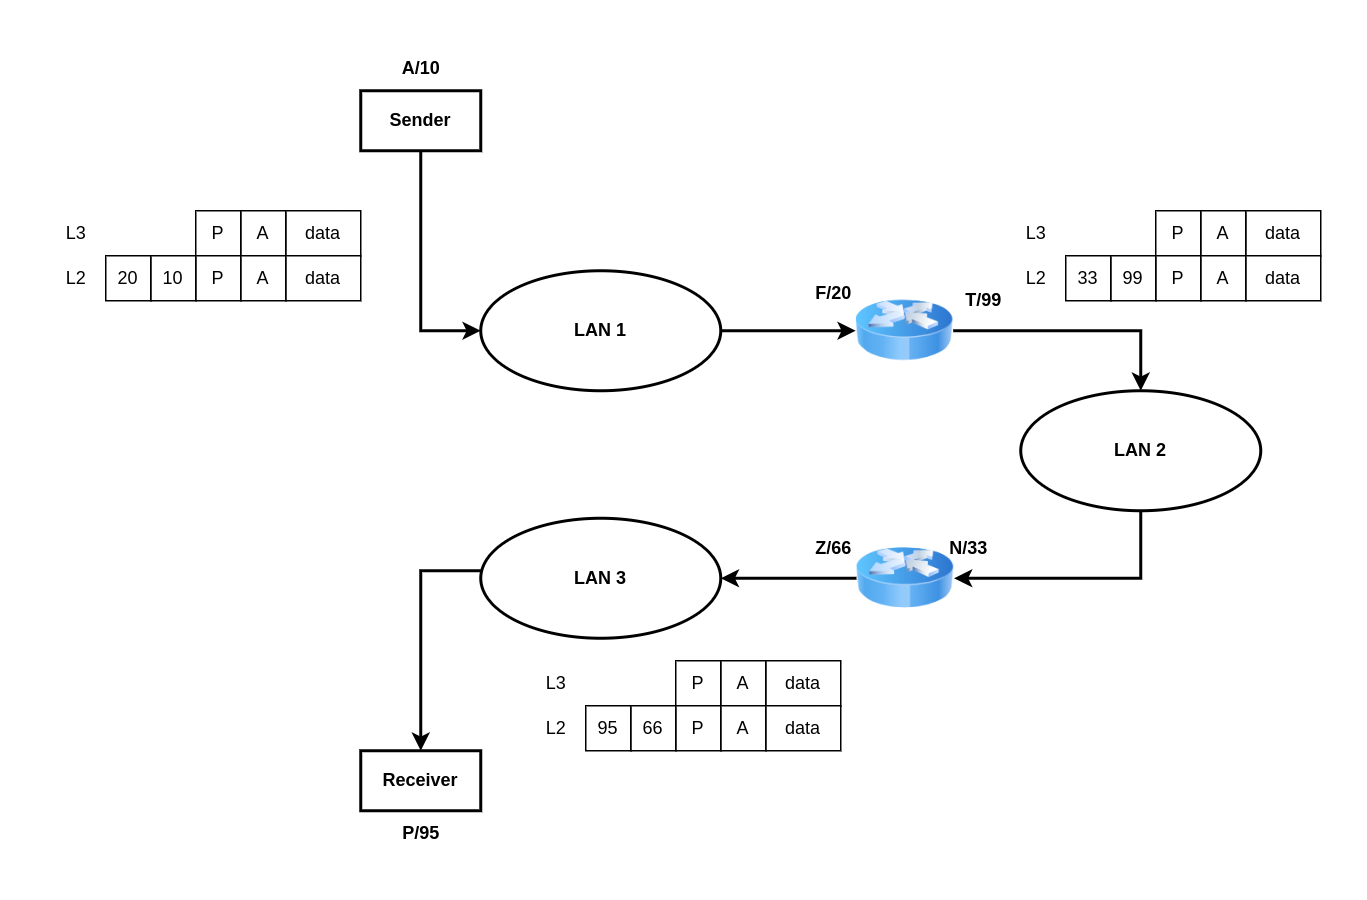 A/10
Sender
L3 P A data
L2 20 10 P A data
L3 P A data
L2 33 99 P A data
F/20
T/99
LAN 1
LAN 2
Z/66
N/33
LAN 3
L3 P A data
L2 95 66 P A data
Receiver
P/95